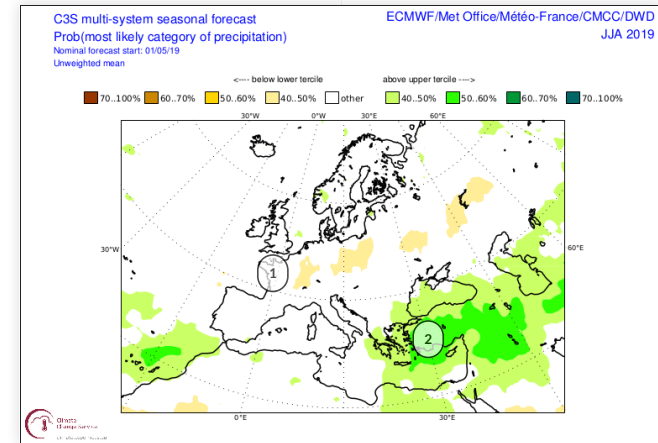 C3S multi-system seasonal forecast
ECMWF/Met Office/Météo-France/CMCC/DWD
Prob(most likely category of precipitation)
JJA 2019
Nominal forecast start: 01/05/19
Unweighted mean
<---- below lower tercile
above upper tercile ---->
70..100% 60..70% 50..60% 40..50% other 40..50% 50..60% 60..70% 70..100%
30°W 0°W 30°E 60°E
30°W
60°E
1
2
0°E 30°E
Climate
Change Service